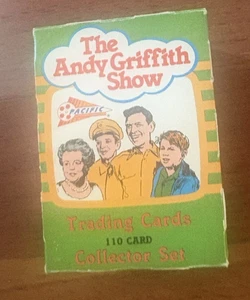 The
Andy Griffith
Show
PACIFIC
Trading Cards
110 CARD
Collector Set